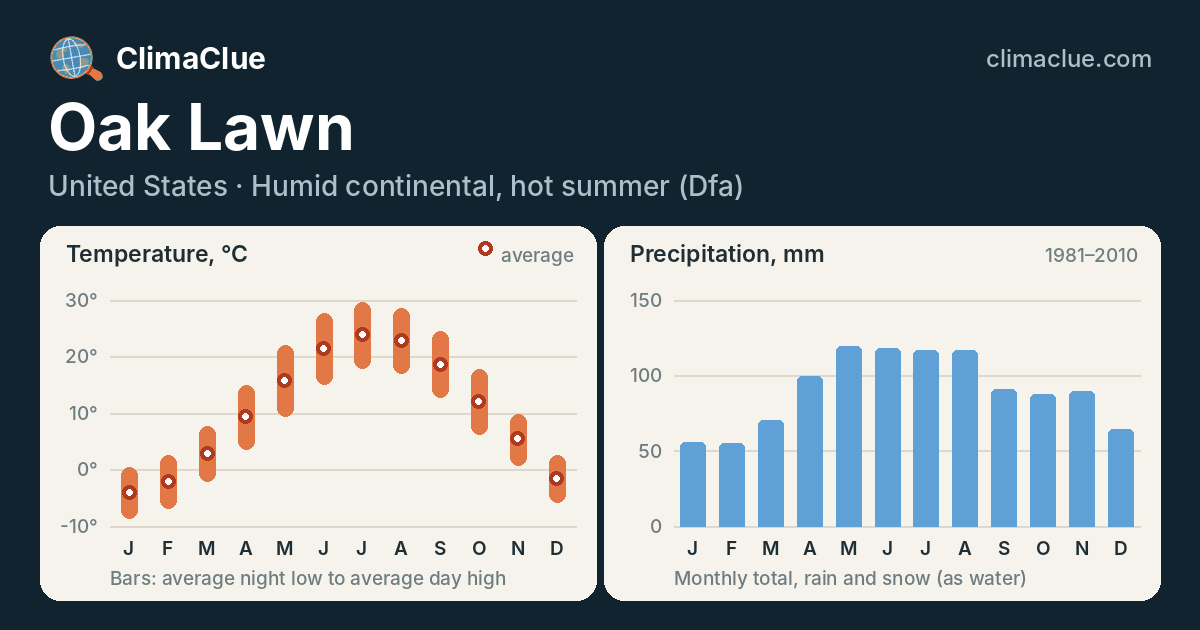 ClimaClue
climaclue.com
Oak Lawn
United States · Humid continental, hot summer (Dfa)
Temperature, °C
average
30°
20°
10°
0°
-10°
J F M A M J J A S O N D
Bars: average night low to average day high
Precipitation, mm
1981–2010
150
100
50
0
J F M A M J J A S O N D
Monthly total, rain and snow (as water)